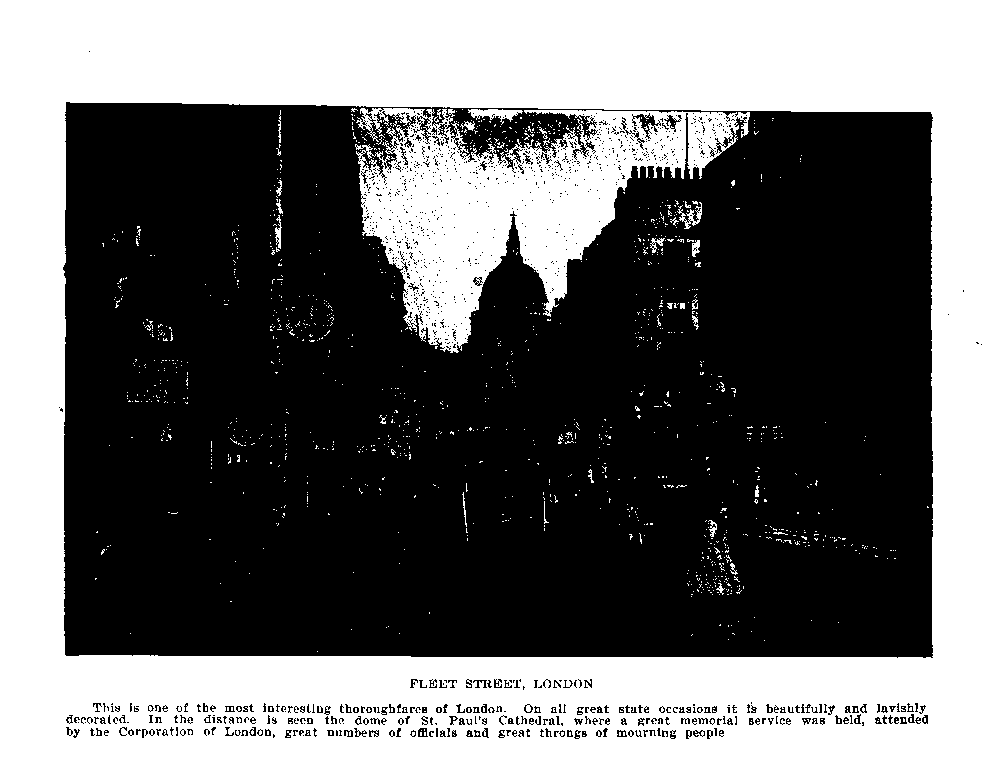 FLEET STREET, LONDON
This is one of the most interesting thoroughfares of London. On all great state occasions it is beautifully and lavishly
decorated. In the distance is seen the dome of St. Paul's Cathedral, where a great memorial service was held, attended
by the Corporation of London, great numbers of officials and great throngs of mourning people